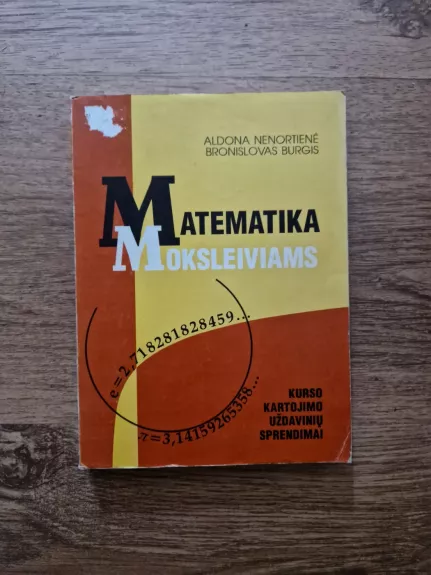 ALDONA NENORTIENĖ
BRONISLOVAS BURGIS
MATEMATIKA
MOKSLEIVIAMS
e=2,718281828459...
π=3,14159265358...
KURSO
KARTOJIMO
UŽDAVINIŲ
SPRENDIMAI